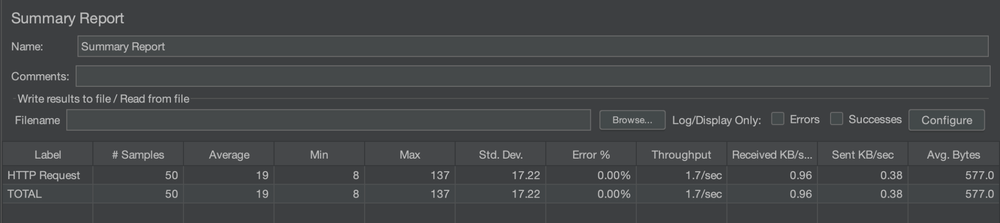 Summary Report
Name: Summary Report
Comments:
Write results to file / Read from file
Filename Browse... Log/Display Only: Errors Successes Configure
Label # Samples Average Min Max Std. Dev. Error % Throughput Received KB/s... Sent KB/sec Avg. Bytes
HTTP Request 50 19 8 137 17.22 0.00% 1.7/sec 0.96 0.38 577.0
TOTAL 50 19 8 137 17.22 0.00% 1.7/sec 0.96 0.38 577.0